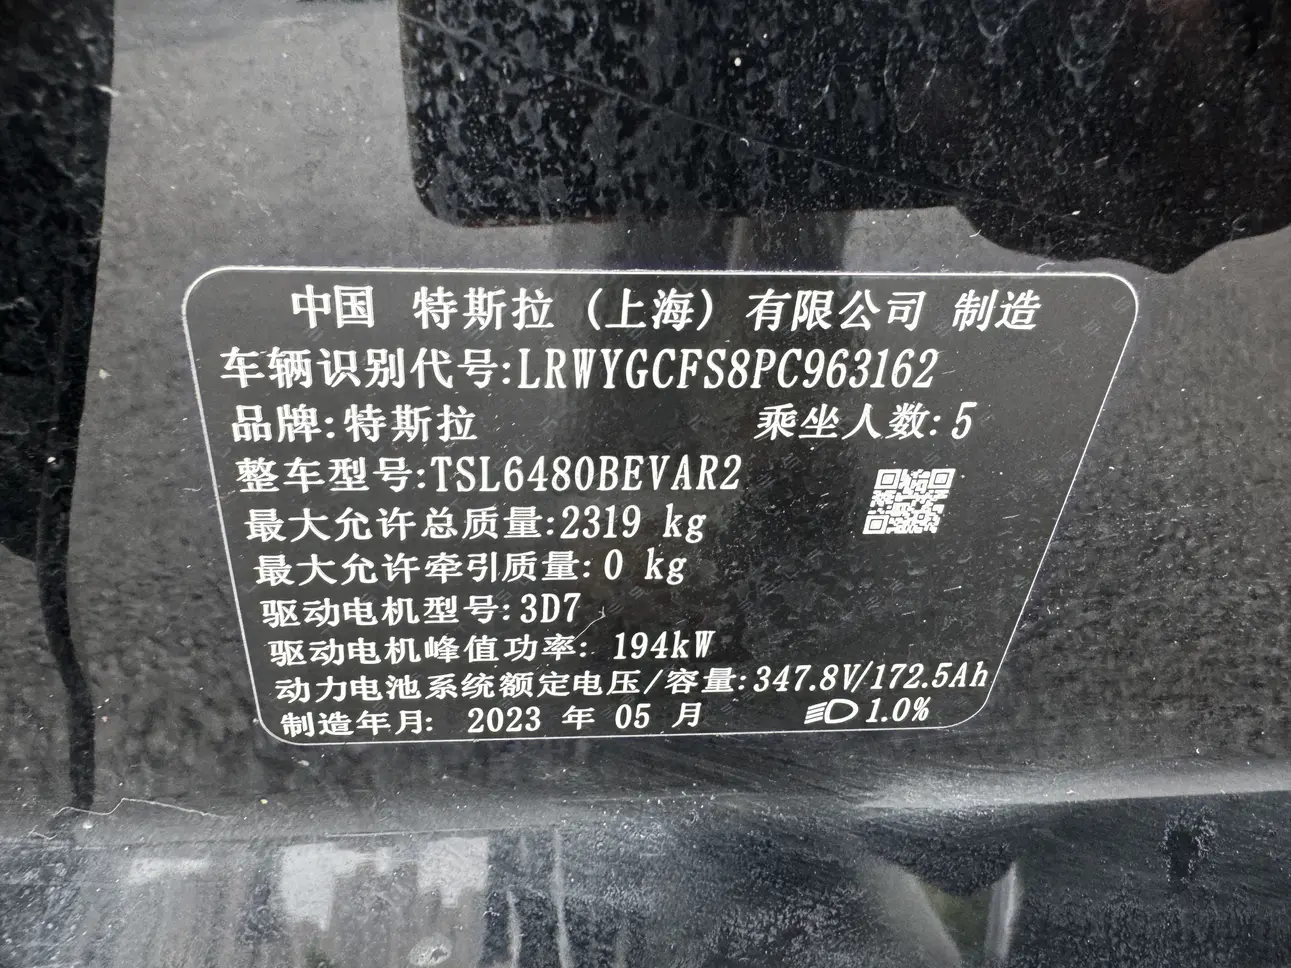 中国 特斯拉（上海）有限公司 制造
车辆识别代号:LRWYGCFS8PC963162
品牌:特斯拉 乘坐人数:5
整车型号:TSL6480BEVAR2
最大允许总质量:2319 kg
最大允许牵引质量:0 kg
驱动电机型号:3D7
驱动电机峰值功率: 194kW
动力电池系统额定电压/容量:347.8V/172.5Ah
制造年月: 2023 年 05 月 1.0%